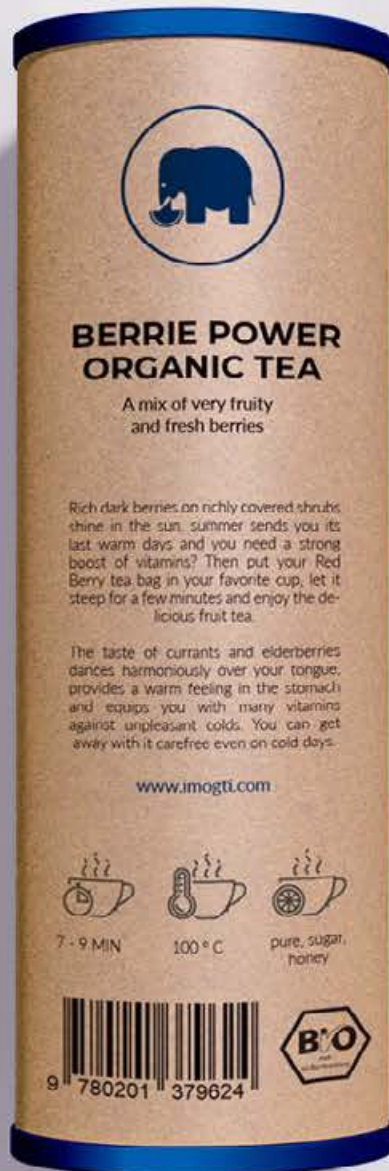 BERRIE POWER
ORGANIC TEA
A mix of very fruity
and fresh berries
Rich dark berries on richly covered shrubs
shine in the sun, summer sends you its
last warm days and you need a strong
boost of vitamins? Then put your Red
Berry tea bag in your favorite cup, let it
steep for a few minutes and enjoy the de-
licious fruit tea.
The taste of currants and elderberries
dances harmoniously over your tongue,
provides a warm feeling in the stomach
and equips you with many vitamins
against unpleasant colds. You can get
away with it carefree even on cold days.
www.imogti.com
7 - 9 MIN
100 ° C
pure, sugar,
honey
9 780201 379624
BIO